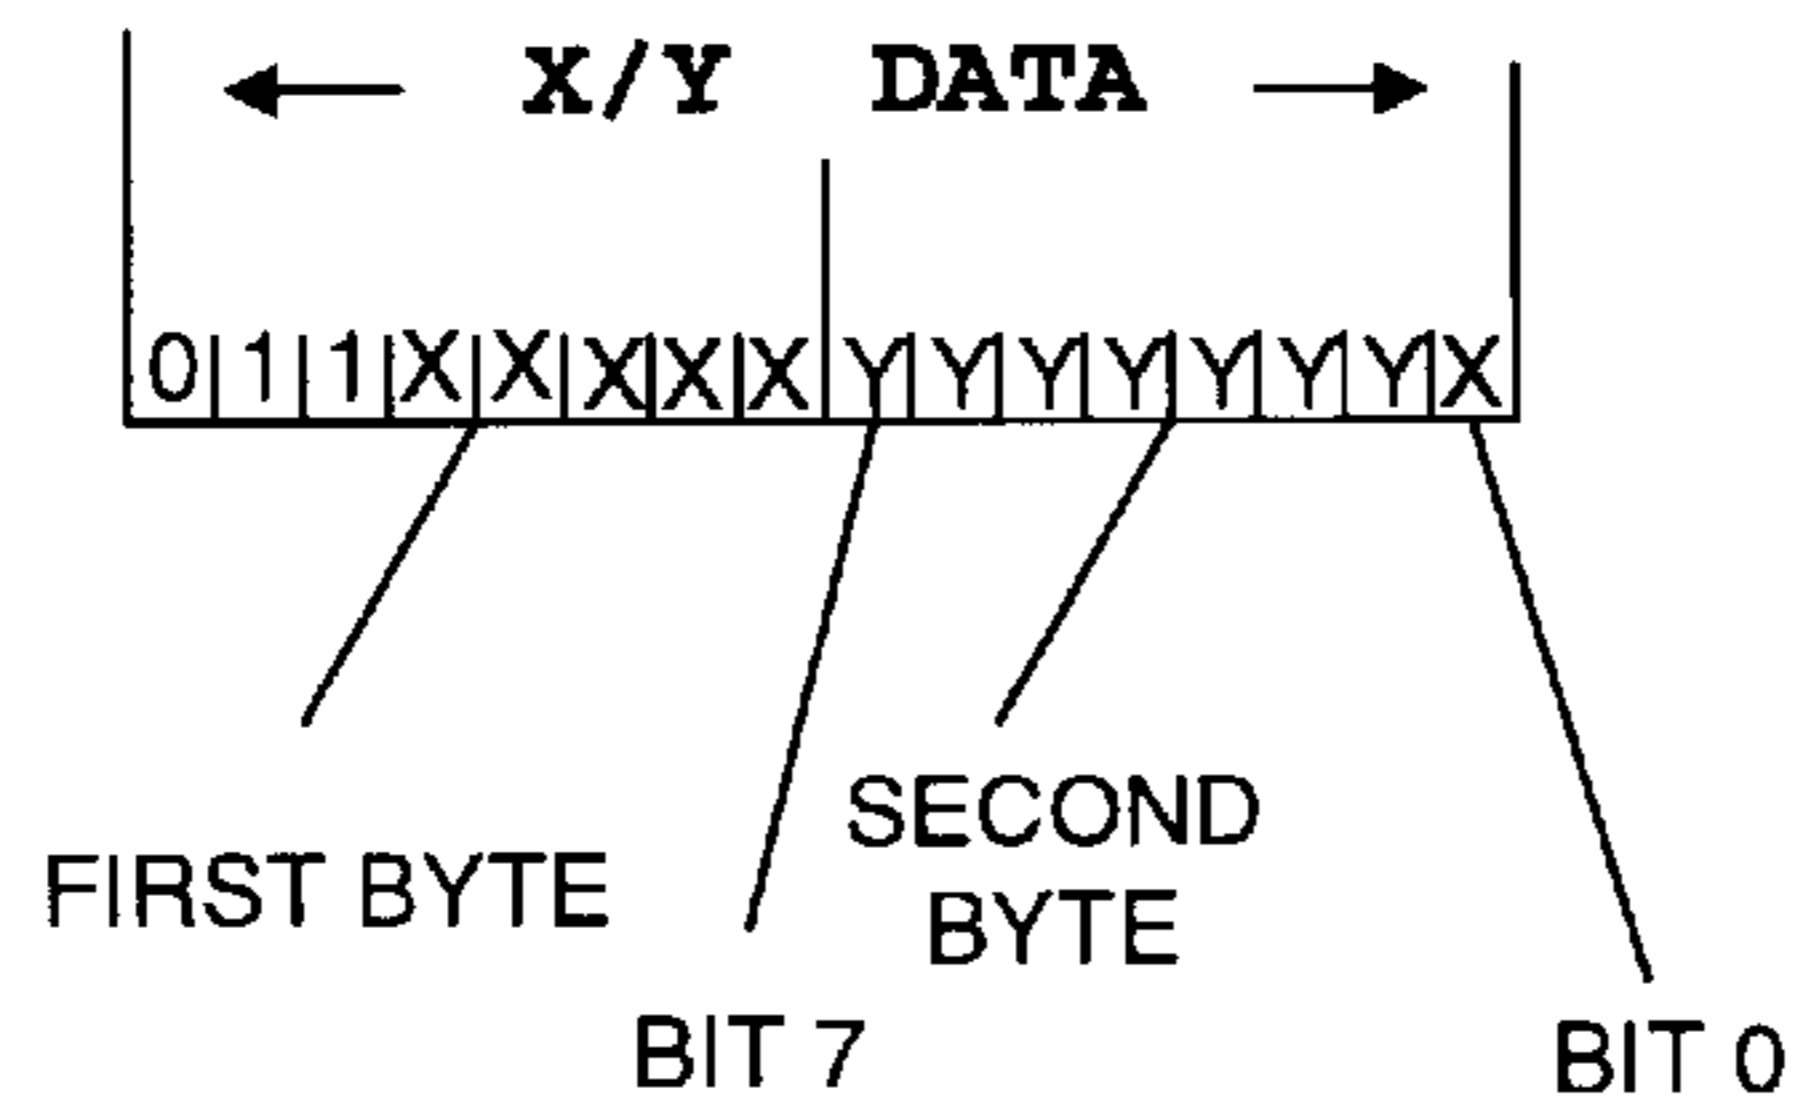 X/Y DATA
0|1|1|X|X|X|X|X|Y|Y|Y|Y|Y|Y|Y|X
SECOND
FIRST BYTE
BYTE
BIT 7
BIT 0